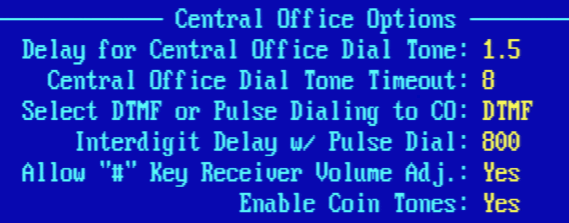 Central Office Options
Delay for Central Office Dial Tone: 1.5
Central Office Dial Tone Timeout: 8
Select DTMF or Pulse Dialing to CO: DTMF
Interdigit Delay w/ Pulse Dial: 800
Allow "#" Key Receiver Volume Adj.: Yes
Enable Coin Tones: Yes